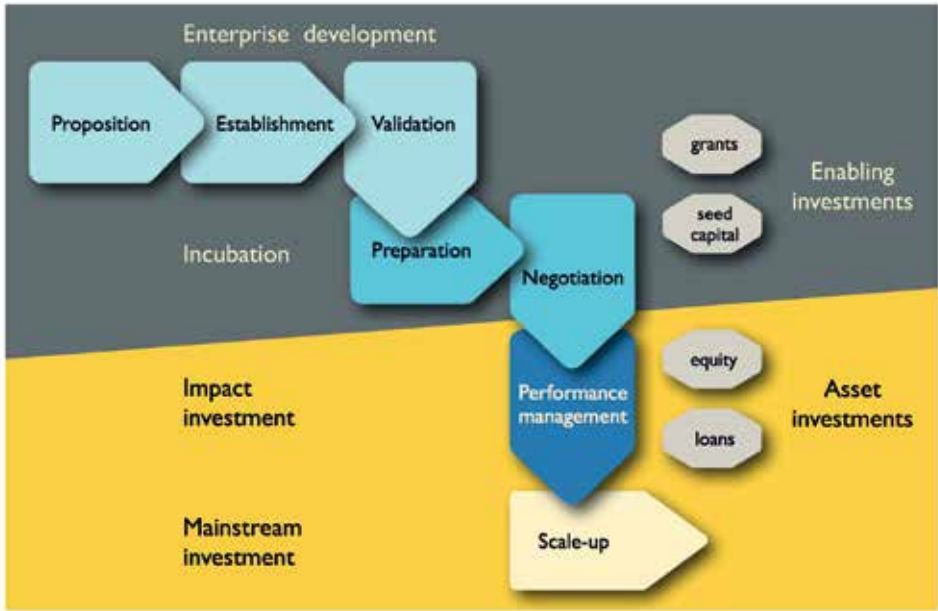 Enterprise development
Proposition
Establishment
Validation
grants
Enabling
investments
seed
capital
Incubation
Preparation
Negotiation
Impact
investment
Performance
management
equity
loans
Asset
investments
Mainstream
investment
Scale-up